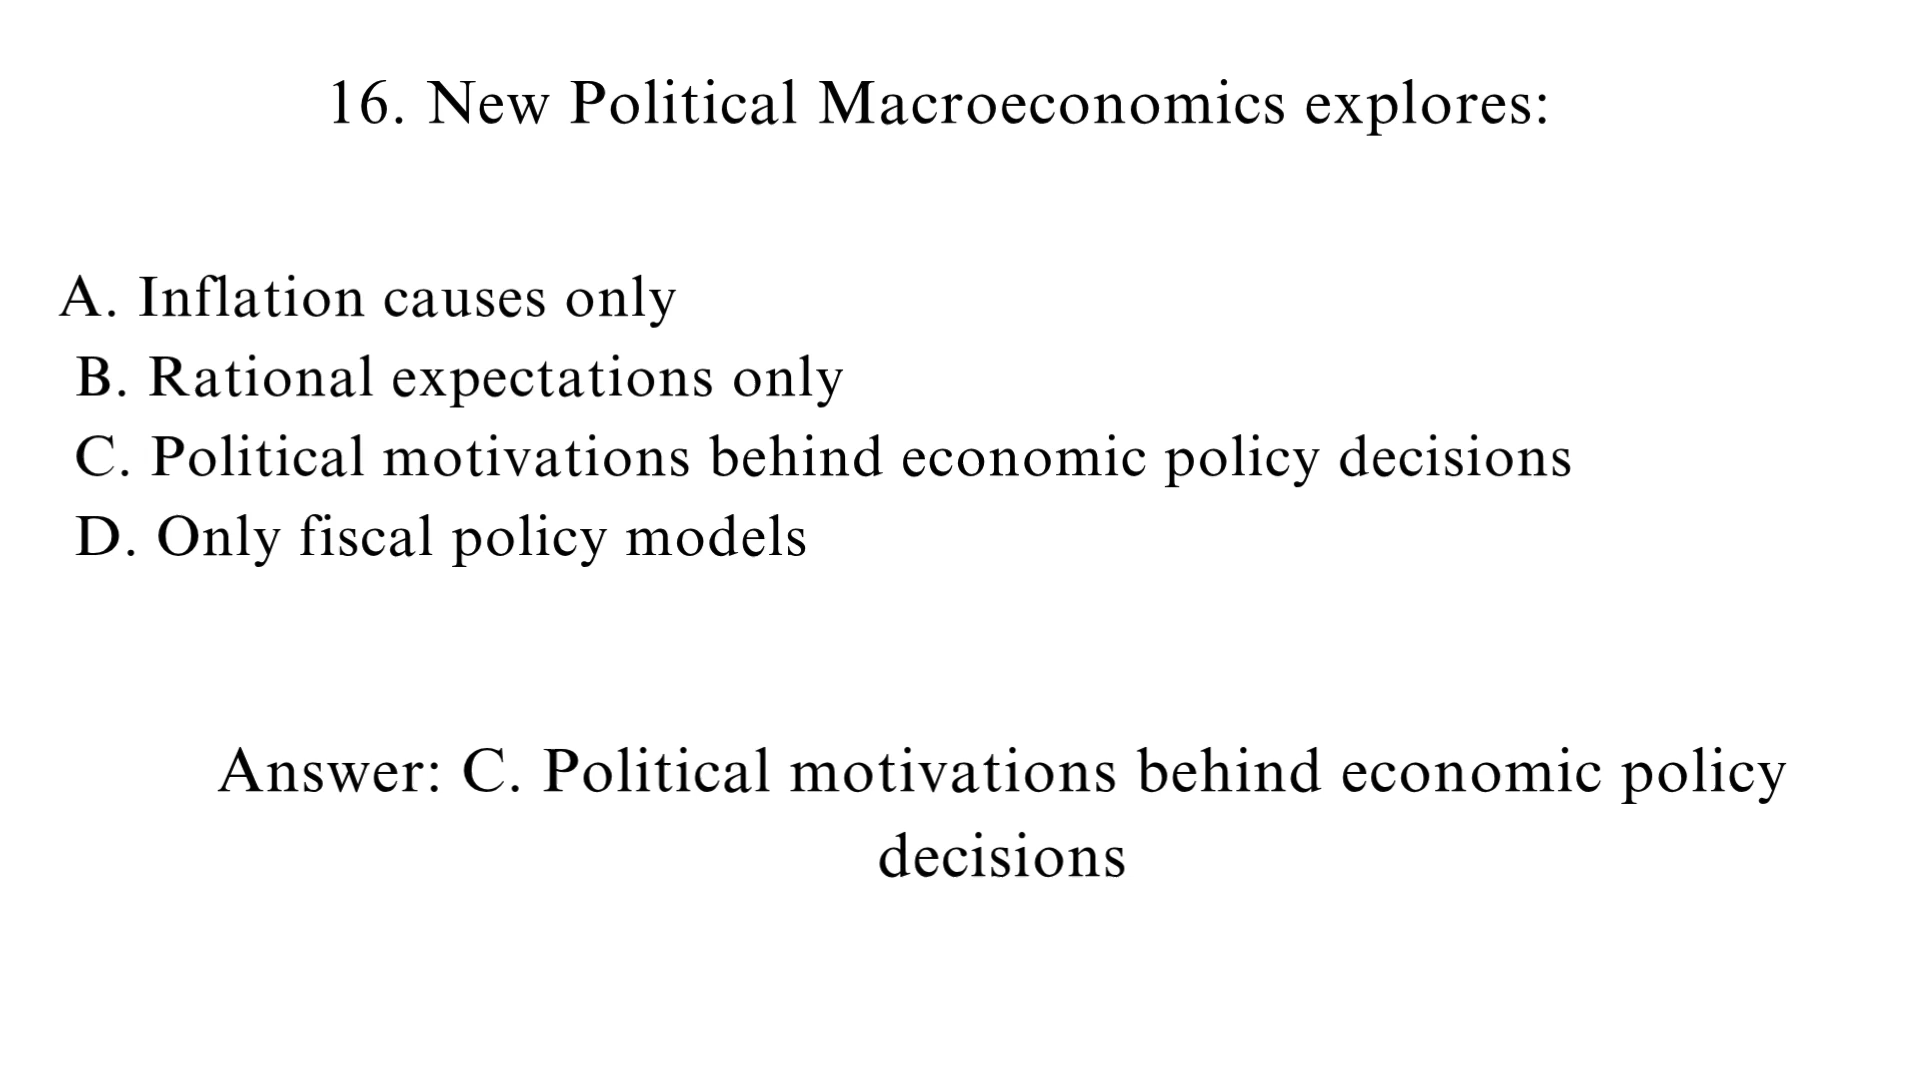 16. New Political Macroeconomics explores:
A. Inflation causes only
B. Rational expectations only
C. Political motivations behind economic policy decisions
D. Only fiscal policy models
Answer: C. Political motivations behind economic policy
decisions